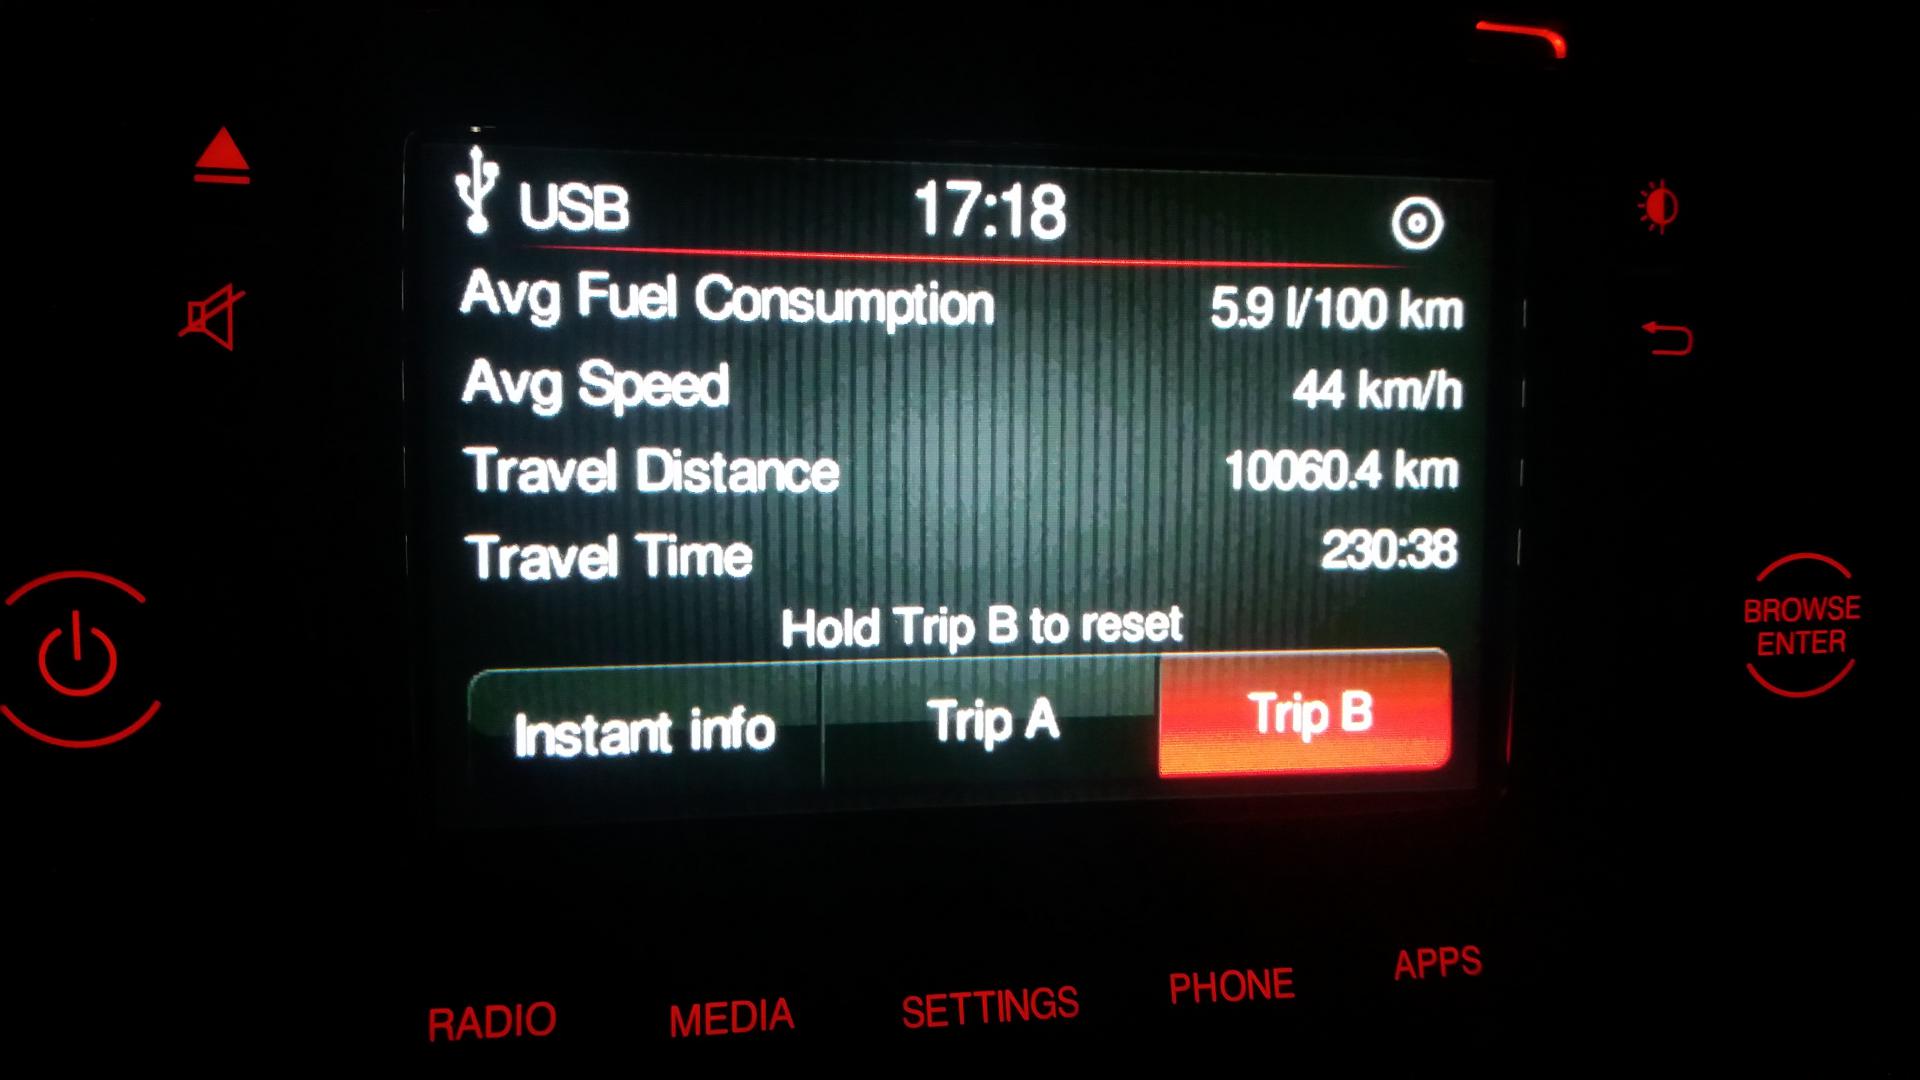 USB 17:18
Avg Fuel Consumption 5.9 l/100 km
Avg Speed 44 km/h
Travel Distance 10060.4 km
Travel Time 230:38
Hold Trip B to reset
Instant info Trip A Trip B
BROWSE
ENTER
RADIO MEDIA SETTINGS PHONE APPS